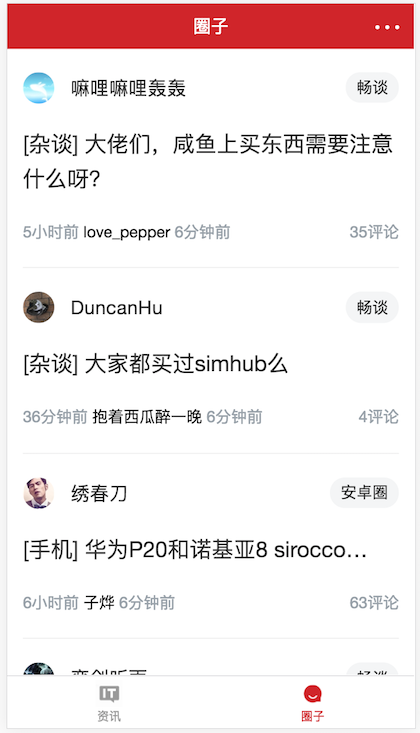 圈子
嘛哩嘛哩轰轰
畅谈
[杂谈] 大佬们，咸鱼上买东西需要注意
什么呀?
5小时前 love_pepper 6分钟前
35评论
DuncanHu
畅谈
[杂谈] 大家都买过simhub么
36分钟前 抱着西瓜醉一晚 6分钟前
4评论
绣春刀
安卓圈
[手机] 华为P20和诺基亚8 sirocco…
6小时前 子烨 6分钟前
63评论
IT
资讯
圈子